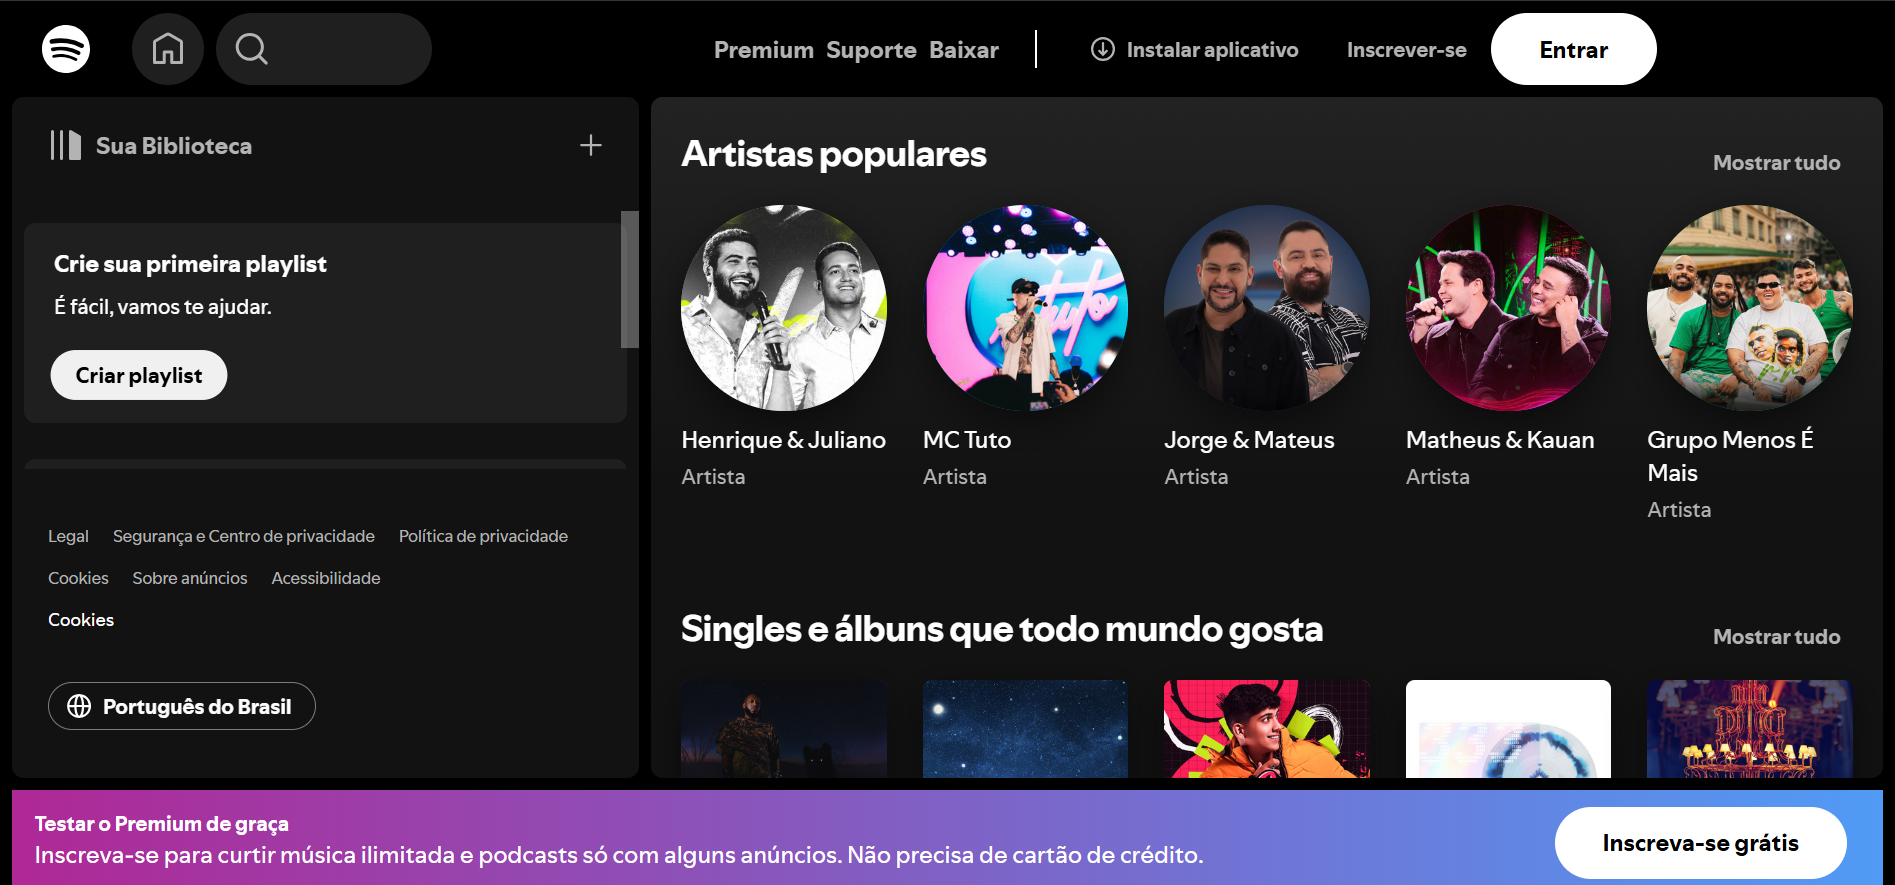 Premium Suporte Baixar
Instalar aplicativo
Inscrever-se
Entrar
Sua Biblioteca
Crie sua primeira playlist
É fácil, vamos te ajudar.
Criar playlist
Legal Segurança e Centro de privacidade Política de privacidade
Cookies Sobre anúncios Acessibilidade
Cookies
Português do Brasil
Artistas populares
Mostrar tudo
Henrique & Juliano
Artista
MC Tuto
Artista
Jorge & Mateus
Artista
Matheus & Kauan
Artista
Grupo Menos É
Mais
Artista
Singles e álbuns que todo mundo gosta
Mostrar tudo
Testar o Premium de graça
Inscreva-se para curtir música ilimitada e podcasts só com alguns anúncios. Não precisa de cartão de crédito.
Inscreva-se grátis